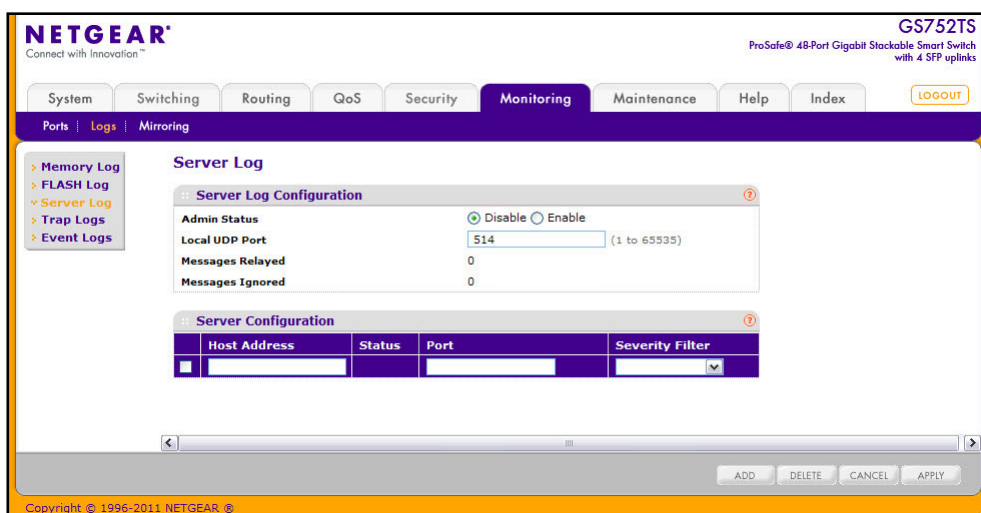 NETGEAR®
Connect with Innovation™
GS752TS
ProSafe® 48-Port Gigabit Stackable Smart Switch
with 4 SFP uplinks
System Switching Routing QoS Security Monitoring Maintenance Help Index LOGOUT
Ports Logs Mirroring
Memory Log
FLASH Log
Server Log
Trap Logs
Event Logs
Server Log
Server Log Configuration
Admin Status Disable Enable
Local UDP Port 514 (1 to 65535)
Messages Relayed 0
Messages Ignored 0
Server Configuration
Host Address Status Port Severity Filter
ADD DELETE CANCEL APPLY
Copyright © 1996-2011 NETGEAR ®